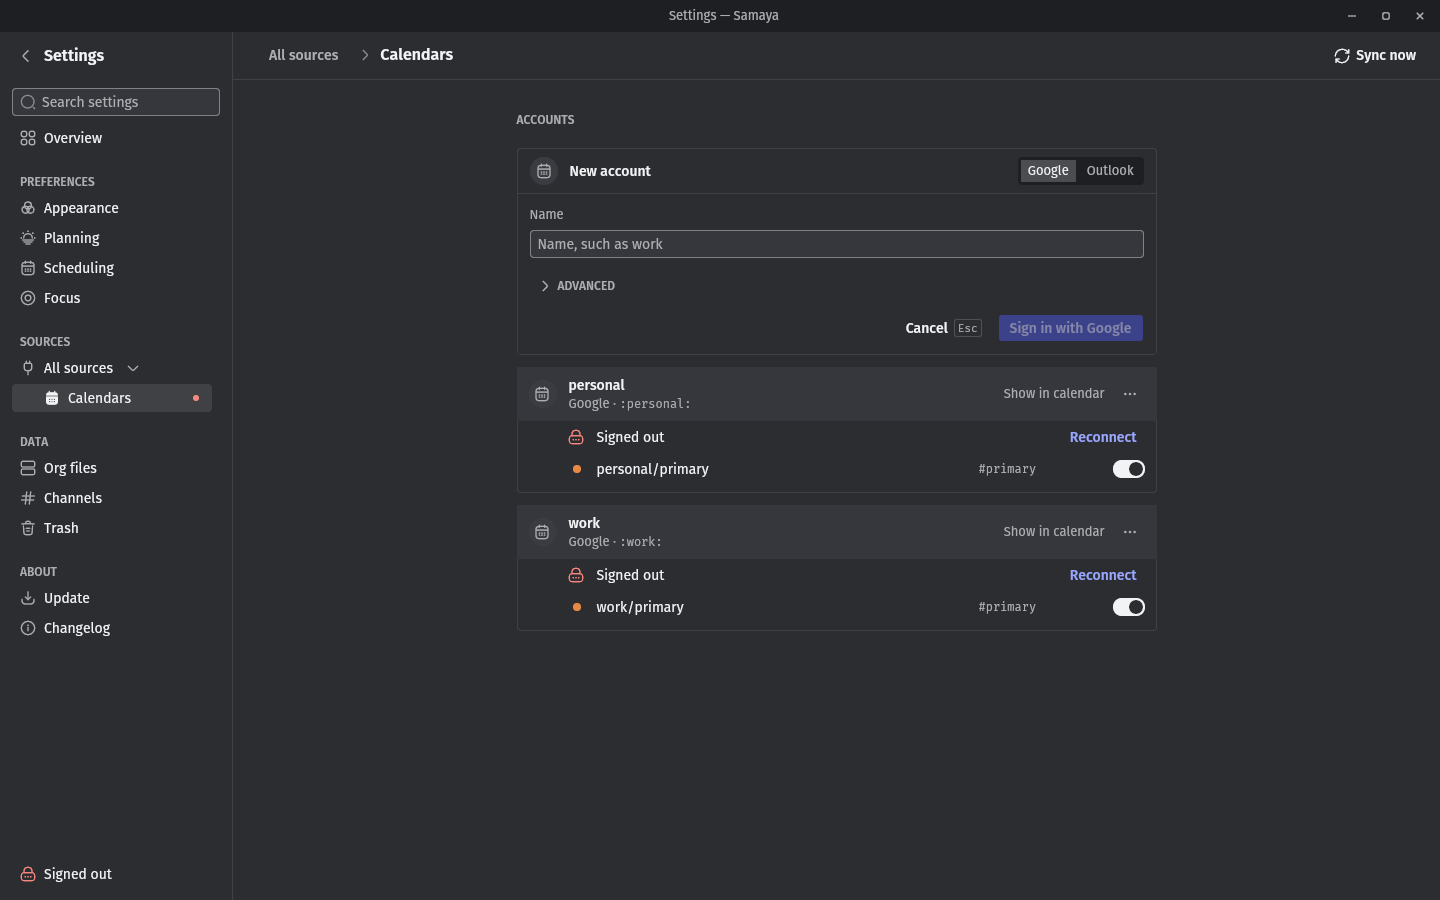 Settings — Samaya
Settings
Search settings
Overview
PREFERENCES
Appearance
Planning
Scheduling
Focus
SOURCES
All sources
Calendars
DATA
Org files
Channels
Trash
ABOUT
Update
Changelog
Signed out
All sources
Calendars
Sync now
ACCOUNTS
New account
Google
Outlook
Name
Name, such as work
ADVANCED
Cancel
Esc
Sign in with Google
personal
Google · :personal:
Show in calendar
Signed out
Reconnect
personal/primary
#primary
work
Google · :work:
Show in calendar
Signed out
Reconnect
work/primary
#primary